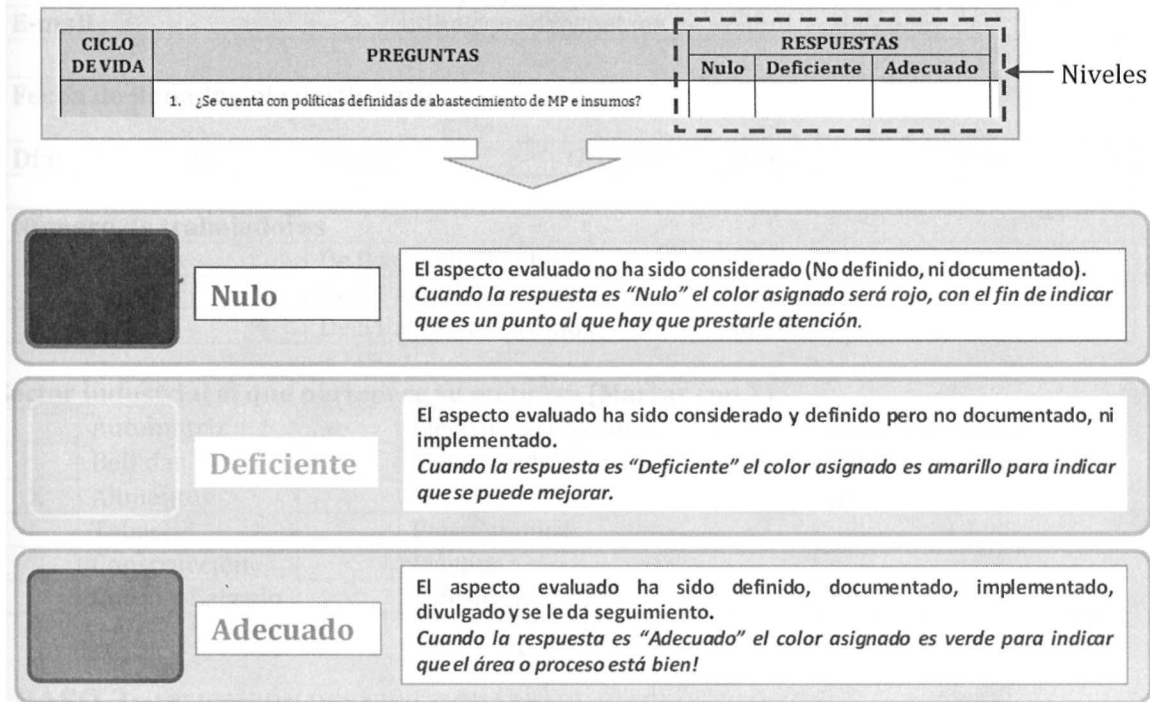 E-mail
CICLO
DE VIDA
PREGUNTAS
RESPUESTAS
Nulo Deficiente Adecuado
1. ¿Se cuenta con políticas definidas de abastecimiento de MP e insumos?
Niveles
Nulo
El aspecto evaluado no ha sido considerado (No definido, ni documentado).
Cuando la respuesta es “Nulo” el color asignado será rojo, con el fin de indicar
que es un punto al que hay que prestarle atención.
Deficiente
El aspecto evaluado ha sido considerado y definido pero no documentado, ni
implementado.
Cuando la respuesta es “Deficiente” el color asignado es amarillo para indicar
que se puede mejorar.
Adecuado
El aspecto evaluado ha sido definido, documentado, implementado,
divulgado y se le da seguimiento.
Cuando la respuesta es “Adecuado” el color asignado es verde para indicar
que el área o proceso está bien!